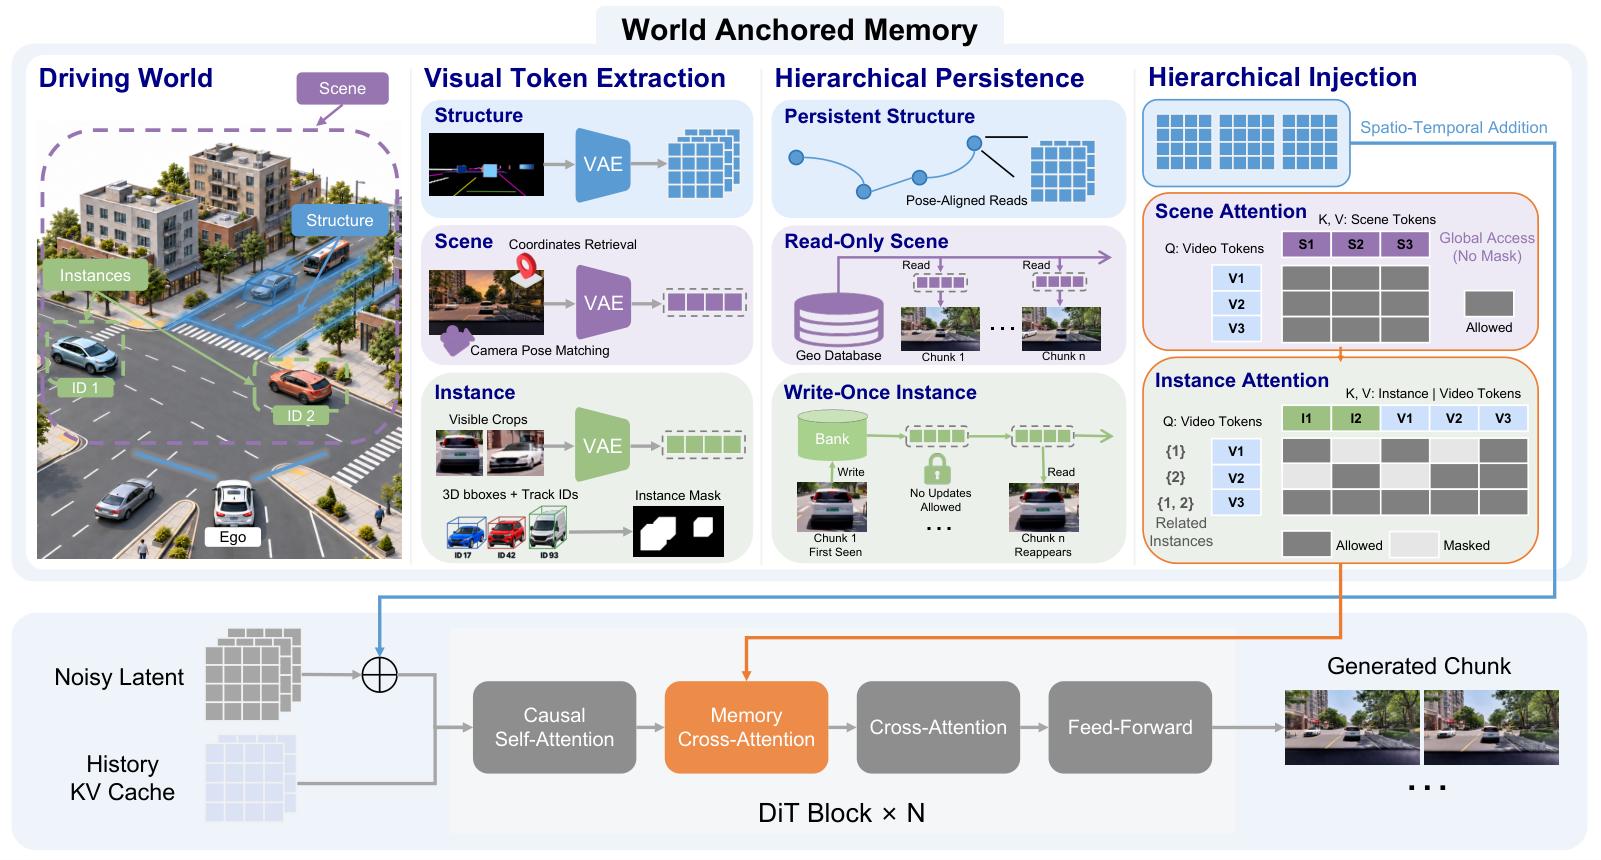 World Anchored Memory
Driving World
Scene
Structure
Instances
ID 1
ID 2
Ego
Visual Token Extraction
Structure
VAE
Scene
Coordinates Retrieval
VAE
Camera Pose Matching
Instance
Visible Crops
VAE
3D bboxes + Track IDs
Instance Mask
ID 17
ID 42
ID 93
Hierarchical Persistence
Persistent Structure
Pose-Aligned Reads
Read-Only Scene
Read
Read
Geo Database
Chunk 1
...
Chunk n
Write-Once Instance
Bank
Write
No Updates
Allowed
...
Read
Chunk 1
First Seen
Chunk n
Reappears
Hierarchical Injection
Spatio-Temporal Addition
Scene Attention
K, V: Scene Tokens
Q: Video Tokens
S1 S2 S3
Global Access
(No Mask)
V1
V2
V3
Allowed
Instance Attention
K, V: Instance | Video Tokens
Q: Video Tokens
I1 I2 V1 V2 V3
{1} V1
{2} V2
{1, 2} V3
Related
Instances
Allowed
Masked
Noisy Latent
History
KV Cache
Causal
Self-Attention
Memory
Cross-Attention
Cross-Attention
Feed-Forward
DiT Block × N
Generated Chunk
...